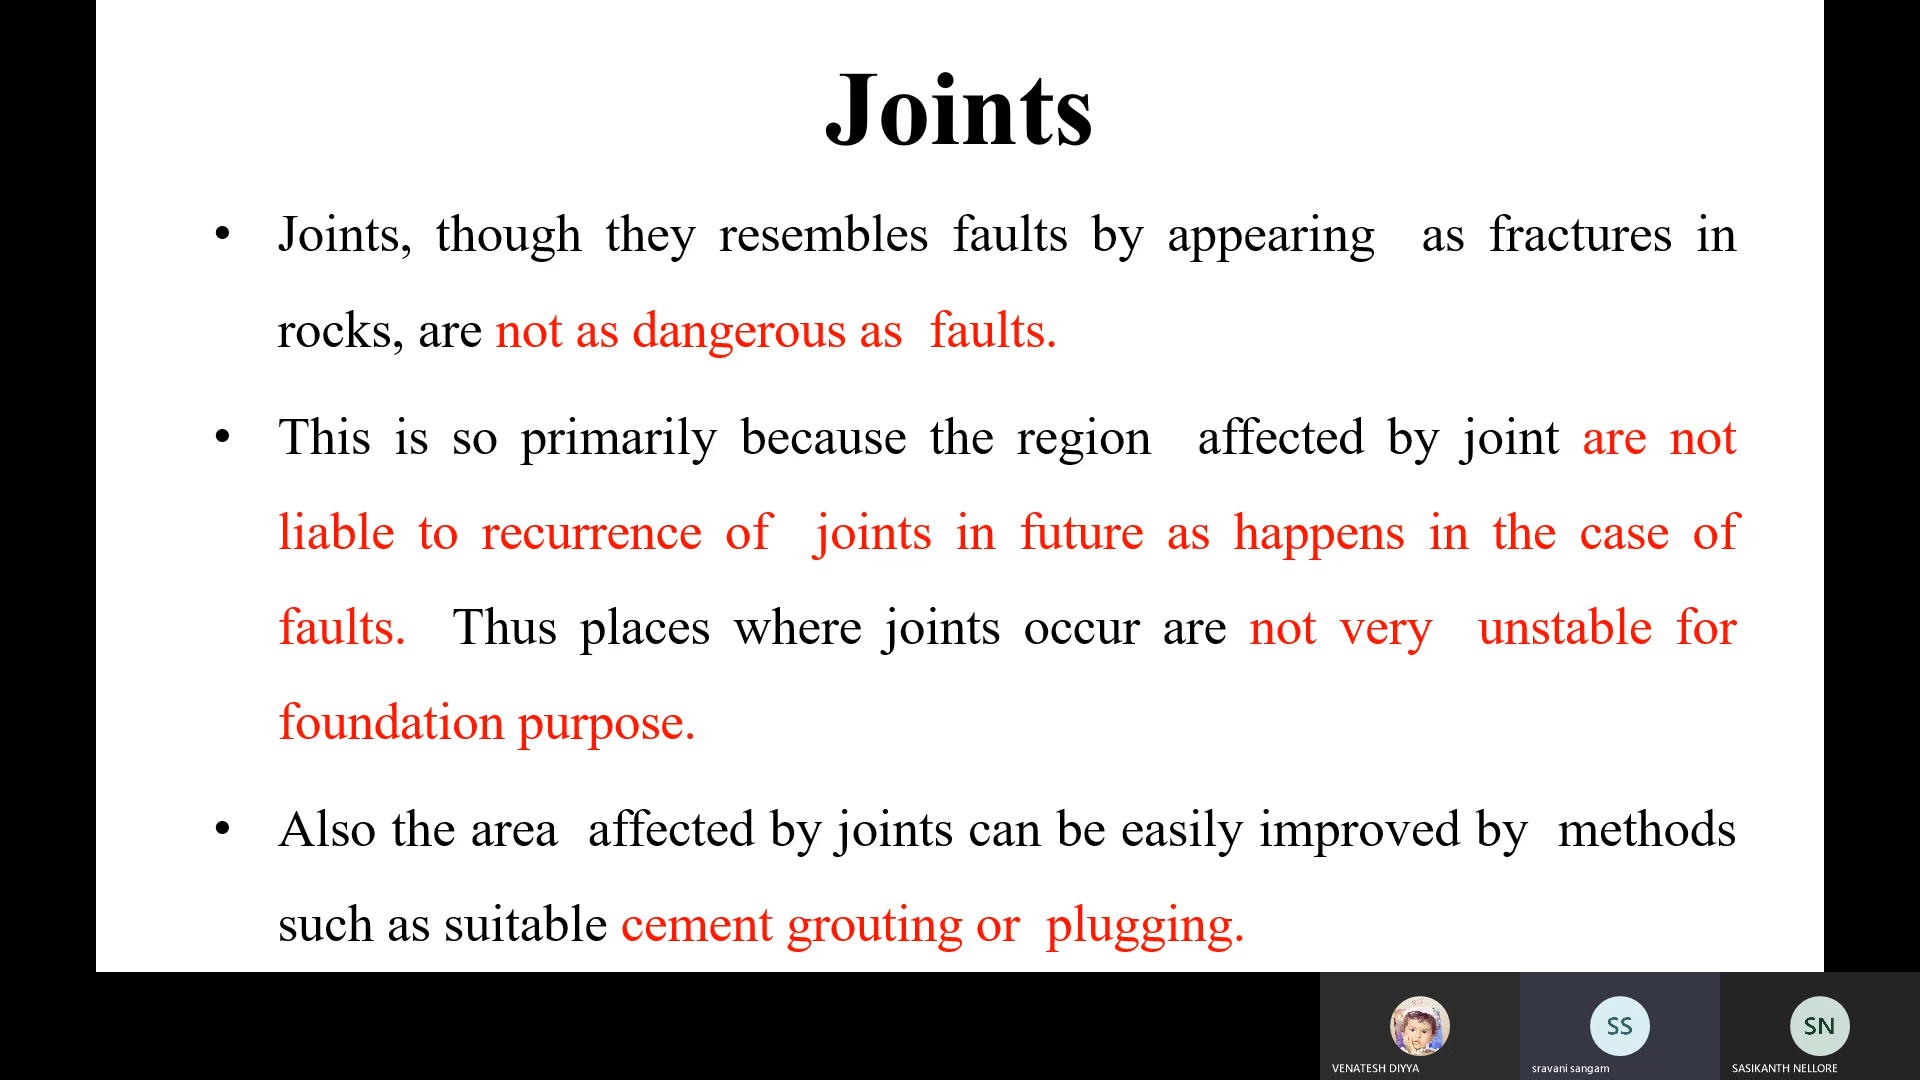 Joints
• Joints, though they resembles faults by appearing as fractures in
rocks, are not as dangerous as faults.
• This is so primarily because the region affected by joint are not
liable to recurrence of joints in future as happens in the case of
faults. Thus places where joints occur are not very unstable for
foundation purpose.
• Also the area affected by joints can be easily improved by methods
such as suitable cement grouting or plugging.
SS
SN
VENATESH DIYYA
sravani sangam
SASIKANTH NELLORE